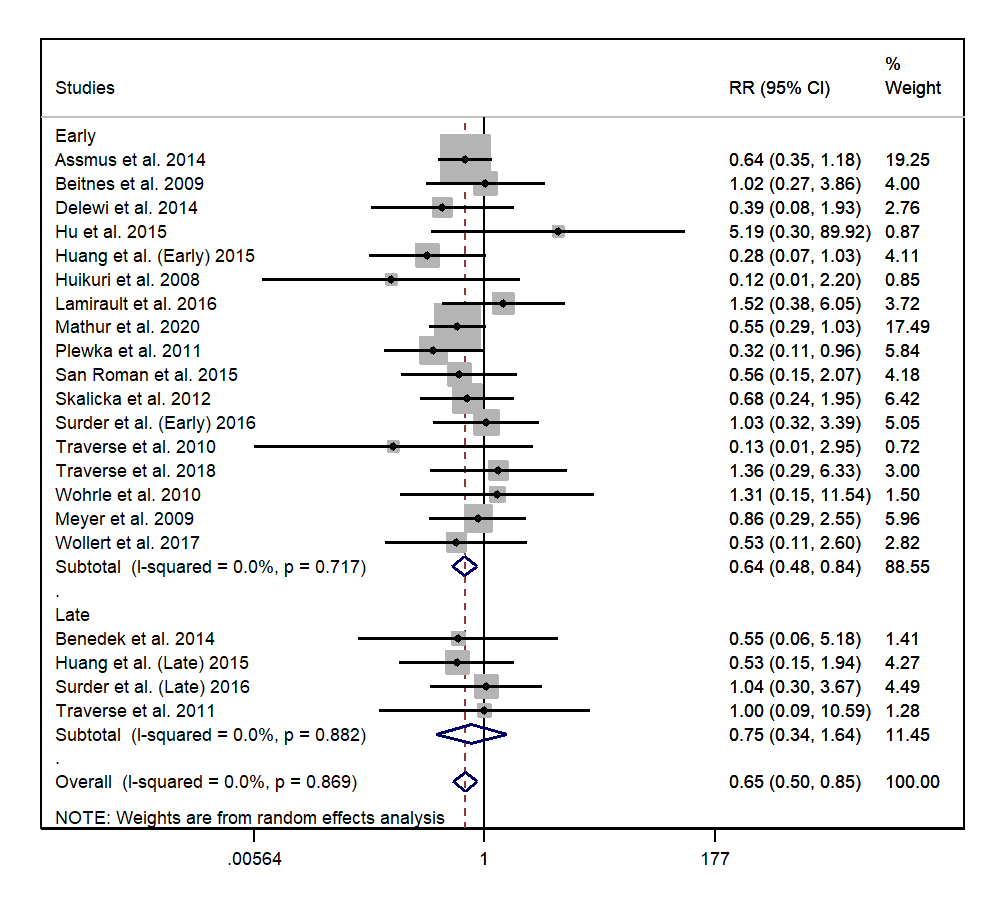 %
Studies RR (95% CI) Weight
Early
Assmus et al. 2014 0.64 (0.35, 1.18) 19.25
Beitnes et al. 2009 1.02 (0.27, 3.86) 4.00
Delewi et al. 2014 0.39 (0.08, 1.93) 2.76
Hu et al. 2015 5.19 (0.30, 89.92) 0.87
Huang et al. (Early) 2015 0.28 (0.07, 1.03) 4.11
Huikuri et al. 2008 0.12 (0.01, 2.20) 0.85
Lamirault et al. 2016 1.52 (0.38, 6.05) 3.72
Mathur et al. 2020 0.55 (0.29, 1.03) 17.49
Plewka et al. 2011 0.32 (0.11, 0.96) 5.84
San Roman et al. 2015 0.56 (0.15, 2.07) 4.18
Skalicka et al. 2012 0.68 (0.24, 1.95) 6.42
Surder et al. (Early) 2016 1.03 (0.32, 3.39) 5.05
Traverse et al. 2010 0.13 (0.01, 2.95) 0.72
Traverse et al. 2018 1.36 (0.29, 6.33) 3.00
Wohrle et al. 2010 1.31 (0.15, 11.54) 1.50
Meyer et al. 2009 0.86 (0.29, 2.55) 5.96
Wollert et al. 2017 0.53 (0.11, 2.60) 2.82
Subtotal (I-squared = 0.0%, p = 0.717) 0.64 (0.48, 0.84) 88.55
.
Late
Benedek et al. 2014 0.55 (0.06, 5.18) 1.41
Huang et al. (Late) 2015 0.53 (0.15, 1.94) 4.27
Surder et al. (Late) 2016 1.04 (0.30, 3.67) 4.49
Traverse et al. 2011 1.00 (0.09, 10.59) 1.28
Subtotal (I-squared = 0.0%, p = 0.882) 0.75 (0.34, 1.64) 11.45
.
Overall (I-squared = 0.0%, p = 0.869) 0.65 (0.50, 0.85) 100.00
NOTE: Weights are from random effects analysis
.00564 1 177